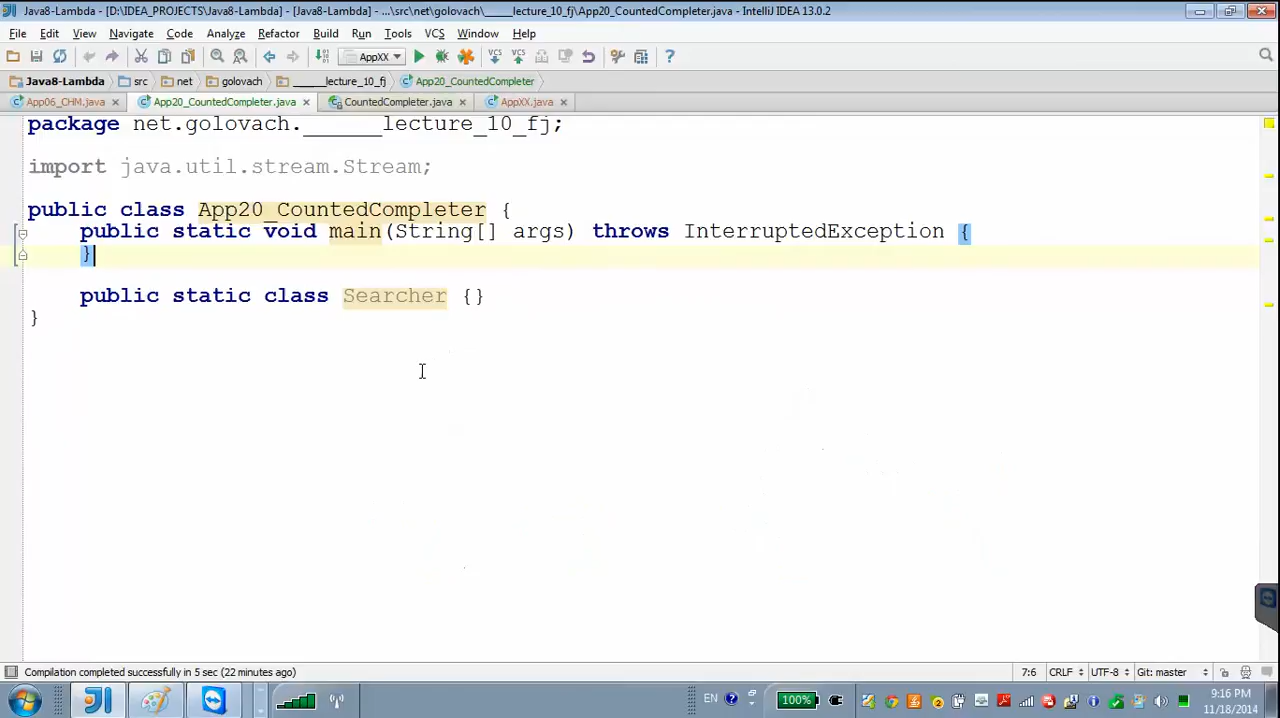 Java8-Lambda - [D:\IDEA_PROJECTS\Java8-Lambda] - [Java8-Lambda] - ...\src\net\golovach\_____lecture_10_fj\App20_CountedCompleter.java - IntelliJ IDEA 13.0.2
File Edit View Navigate Code Analyze Refactor Build Run Tools VCS Window Help
AppXX
Java8-Lambda src net golovach ______lecture_10_fj App20_CountedCompleter
App06_CHM.java App20_CountedCompleter.java CountedCompleter.java AppXX.java
package net.golovach.______lecture_10_fj;
import java.util.stream.Stream;
public class App20_CountedCompleter {
public static void main(String[] args) throws InterruptedException {
}
public static class Searcher {}
}
Compilation completed successfully in 5 sec (22 minutes ago) 7:6 CRLF UTF-8 Git: master
EN 100% 9:16 PM
11/18/2014